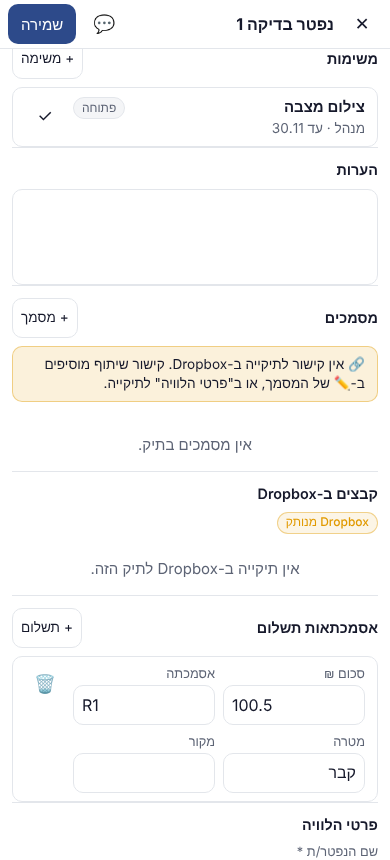 ✕ נפטר בדיקה 1 💬 שמירה
משימות + משימה
צילום מצבה פתוחה ✓
מנהל · עד 30.11
הערות
מסמכים + מסמך
🔗 אין קישור לתיקייה ב-Dropbox. קישור שיתוף מוסיפים
ב-✏️ של המסמך, או ב"פרטי הלוויה" לתיקייה.
אין מסמכים בתיק.
קבצים ב-Dropbox
Dropbox מנותק
אין תיקייה ב-Dropbox לתיק הזה.
אסמכתאות תשלום + תשלום
סכום ₪ אסמכתה
100.5 R1 🗑️
מטרה מקור
קבר
פרטי הלוויה
שם הנפטר/ת *